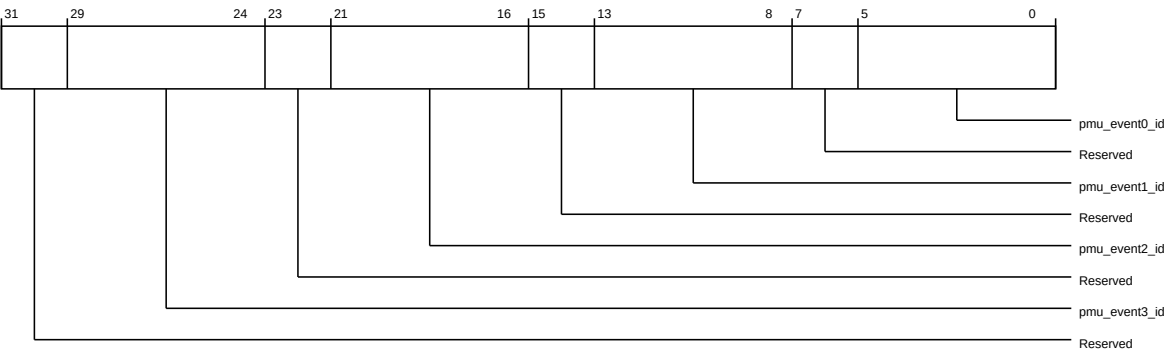 31 29 24 23 21 16 15 13 8 7 5 0
pmu_event0_id
Reserved
pmu_event1_id
Reserved
pmu_event2_id
Reserved
pmu_event3_id
Reserved